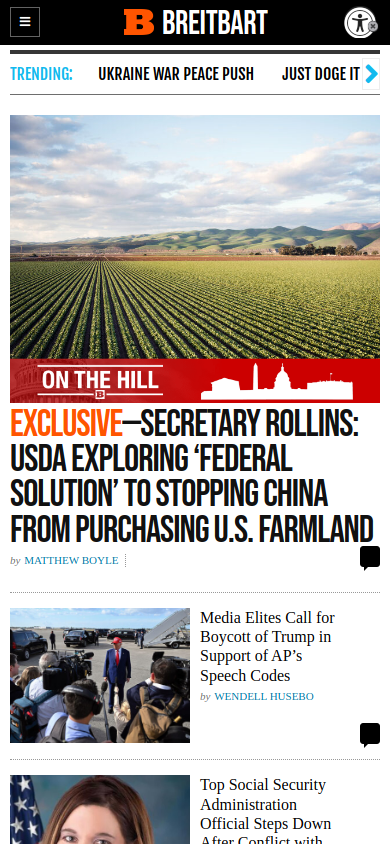 BREITBART
TRENDING: UKRAINE WAR PEACE PUSH JUST DOGE IT
ON THE HILL
EXCLUSIVE—SECRETARY ROLLINS:
USDA EXPLORING ‘FEDERAL
SOLUTION’ TO STOPPING CHINA
FROM PURCHASING U.S. FARMLAND
by MATTHEW BOYLE
Media Elites Call for
Boycott of Trump in
Support of AP’s
Speech Codes
by WENDELL HUSEBO
Top Social Security
Administration
Official Steps Down
After Conflict with